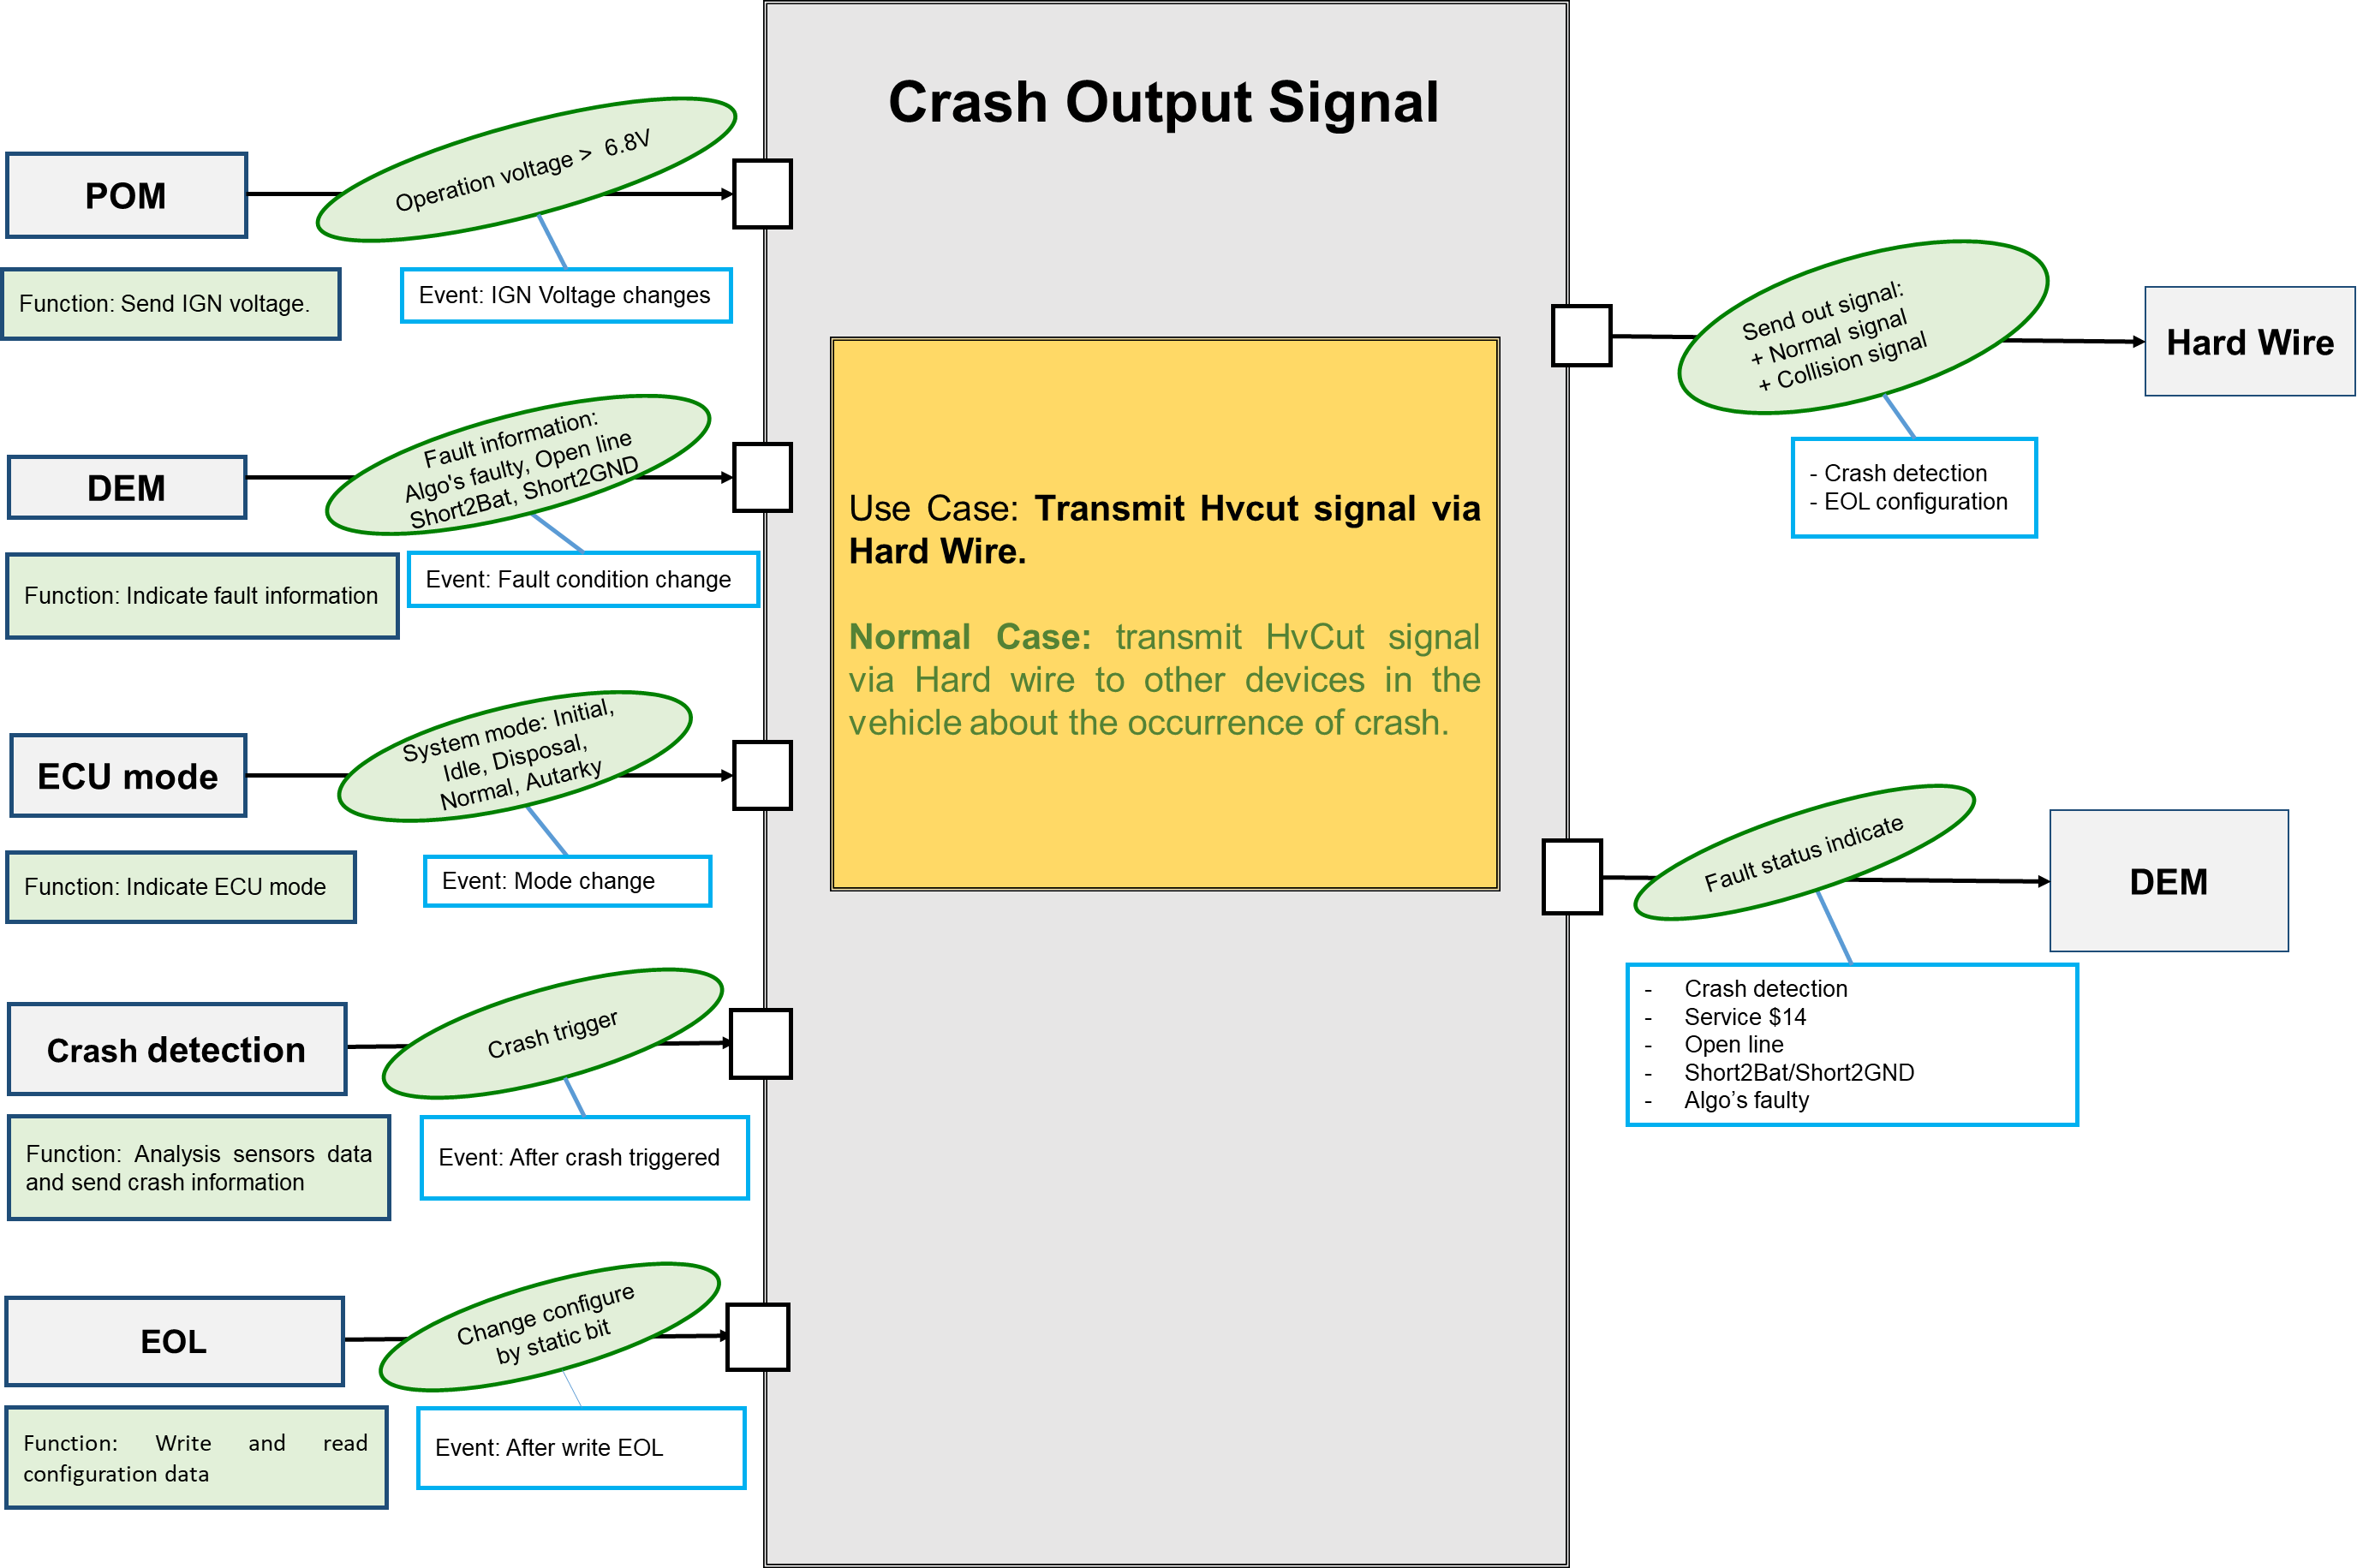 Crash Output Signal
POM
Operation voltage > 6.8V
Function: Send IGN voltage.
Event: IGN Voltage changes
DEM
Fault information:
Algo's faulty, Open line
Short2Bat, Short2GND
Function: Indicate fault information
Event: Fault condition change
ECU mode
System mode: Initial,
Idle, Disposal,
Normal, Autarky
Function: Indicate ECU mode
Event: Mode change
Crash detection
Crash trigger
Function: Analysis sensors data
and send crash information
Event: After crash triggered
EOL
Change configure
by static bit
Function: Write and read
configuration data
Event: After write EOL
Use Case: Transmit Hvcut signal via
Hard Wire.
Normal Case: transmit HvCut signal
via Hard wire to other devices in the
vehicle about the occurrence of crash.
Send out signal:
+ Normal signal
+ Collision signal
Hard Wire
- Crash detection
- EOL configuration
Fault status indicate
DEM
- Crash detection
- Service $14
- Open line
- Short2Bat/Short2GND
- Algo’s faulty